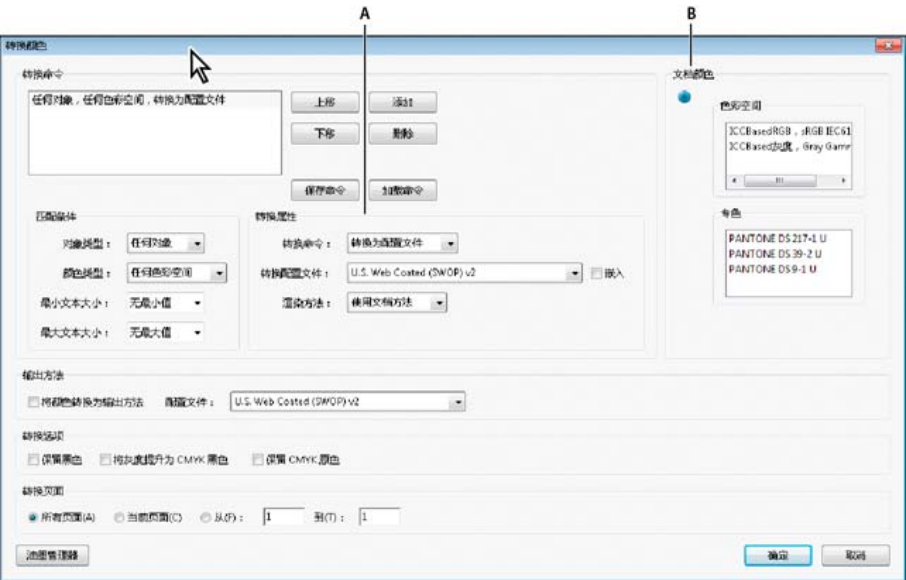 A
B
转换颜色
转换命令
任何对象，任何色彩空间，转换为配置文件
上移
添加
下移
删除
保存命令
加载命令
匹配条件
对象类型：
任何对象
颜色类型：
任何色彩空间
最小文本大小：
无最小值
最大文本大小：
无最大值
转换属性
转换命令：
转换为配置文件
转换配置文件：
U.S. Web Coated (SWOP) v2
嵌入
渲染方法：
使用文档方法
文档颜色
色彩空间
ICCBasedRGB，sRGB IEC61
ICCBased灰度，Gray Gamm
专色
PANTONE DS 217-1 U
PANTONE DS 39-2 U
PANTONE DS 9-1 U
输出方法
将颜色转换为输出方法
配置文件：
U.S. Web Coated (SWOP) v2
转换选项
保留黑色
将灰度提升为 CMYK 黑色
保留 CMYK 原色
转换页面
所有页面(A)
当前页面(C)
从(F)：
1
到(T)：
1
油墨管理器
确定
取消